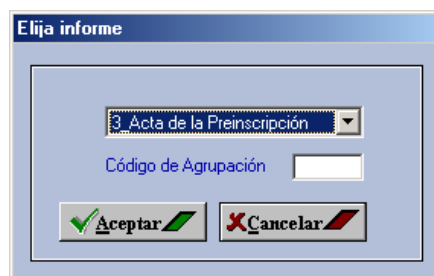 Elija informe
3_Acta de la Preinscripción
Código de Agrupación
Aceptar
Cancelar